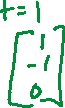 t = 1
1
-1
0